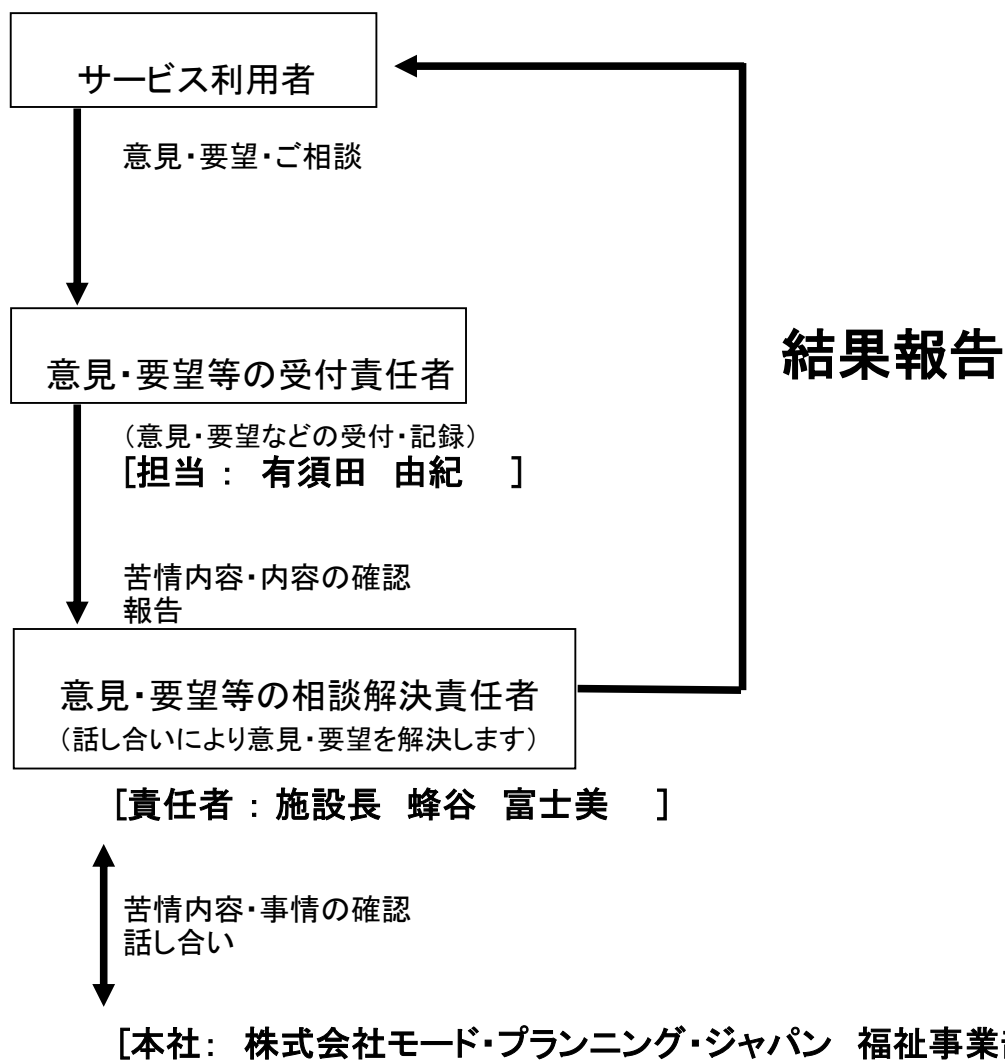 サービス利用者
意見・要望・ご相談
意見・要望等の受付責任者
（意見・要望などの受付・記録）
[担当： 有須田 由紀 ]
苦情内容・内容の確認
報告
意見・要望等の相談解決責任者
（話し合いにより意見・要望を解決します）
[責任者：施設長 蜂谷 富士美 ]
苦情内容・事情の確認
話し合い
[本社： 株式会社モード・プランニング・ジャパン 福祉事業
結果報告